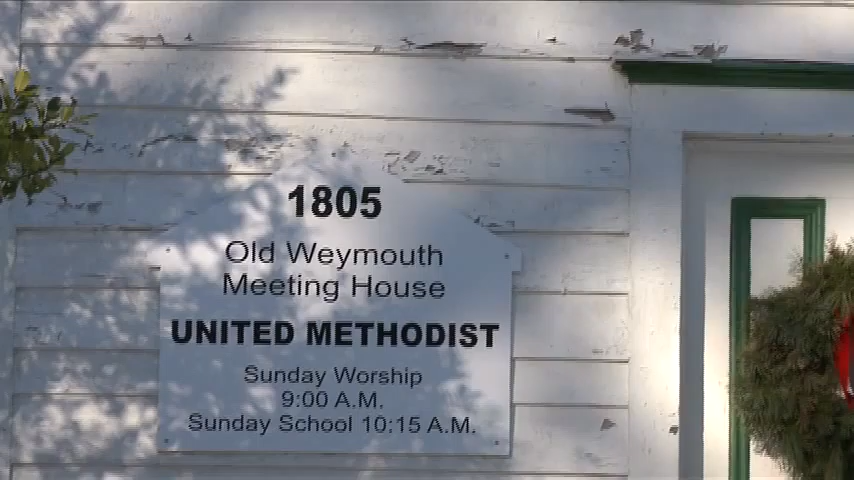 1805
Old Weymouth
Meeting House
UNITED METHODIST
Sunday Worship
9:00 A.M.
Sunday School 10:15 A.M.